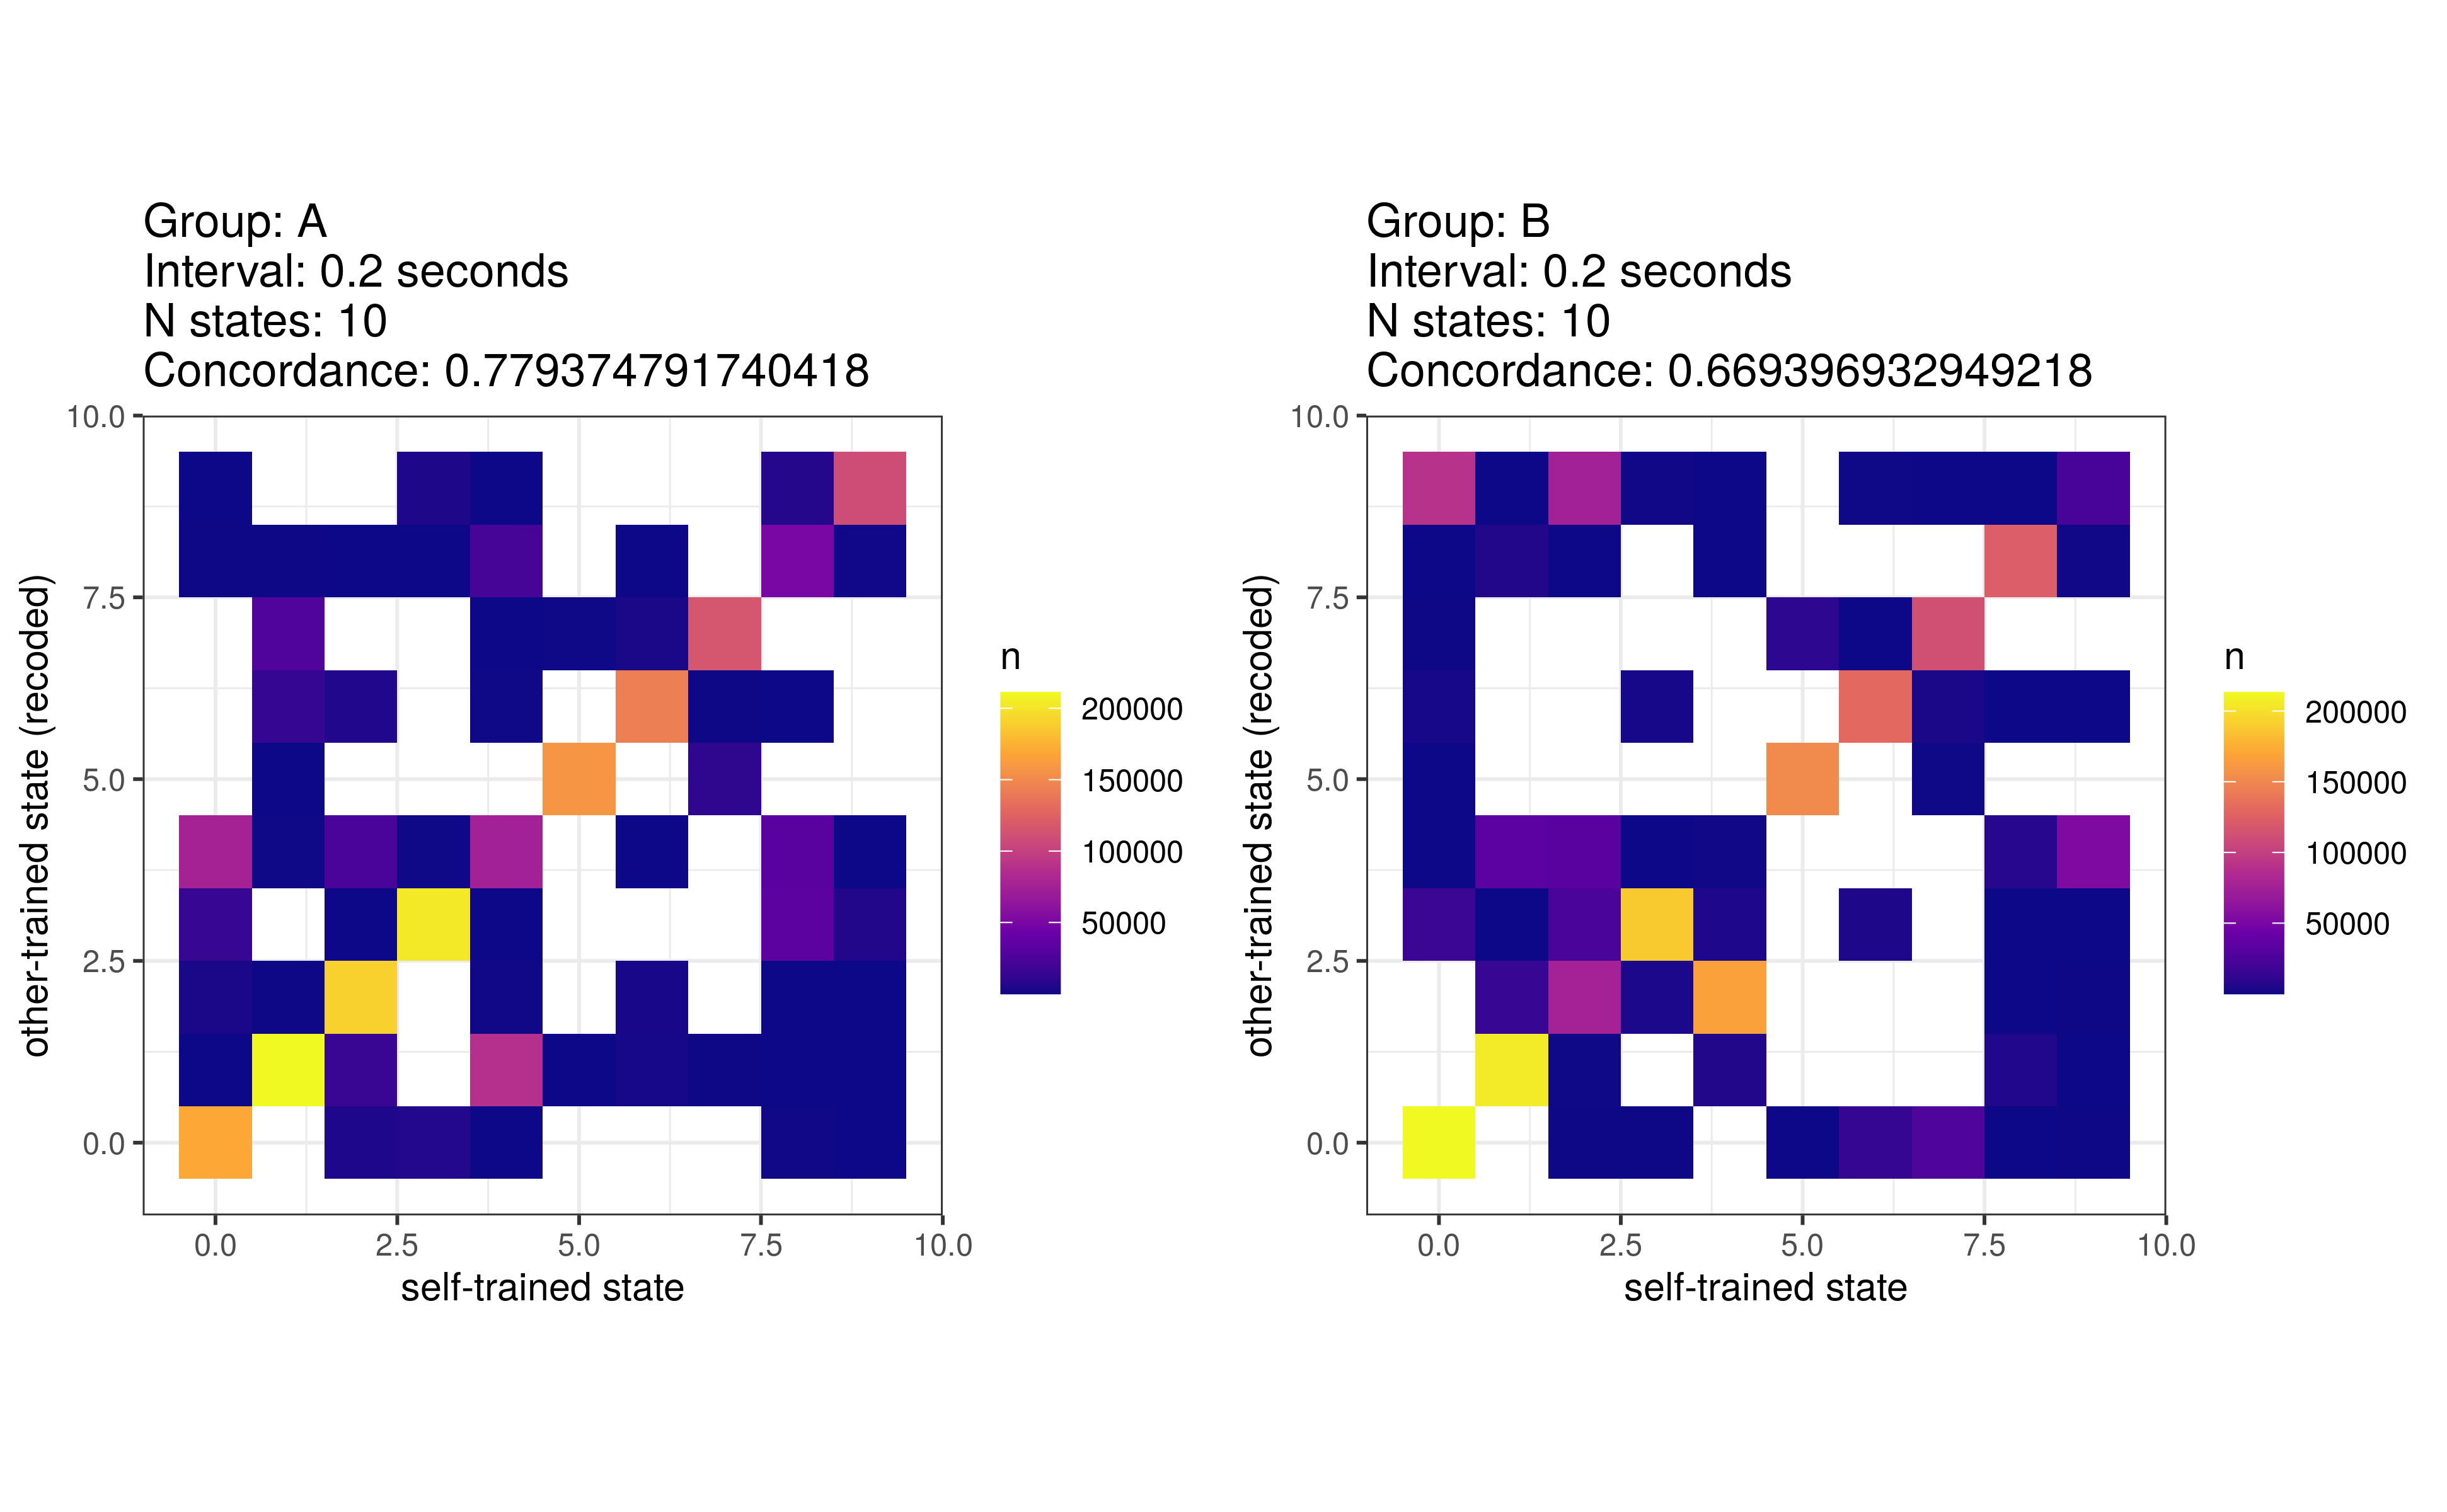 Group: A
Interval: 0.2 seconds
N states: 10
Concordance: 0.779374791740418
10.0
7.5
5.0
2.5
0.0
other-trained state (recoded)
0.0 2.5 5.0 7.5 10.0
self-trained state
n
200000
150000
100000
50000
Group: B
Interval: 0.2 seconds
N states: 10
Concordance: 0.669396932949218
10.0
7.5
5.0
2.5
0.0
other-trained state (recoded)
0.0 2.5 5.0 7.5 10.0
self-trained state
n
200000
150000
100000
50000